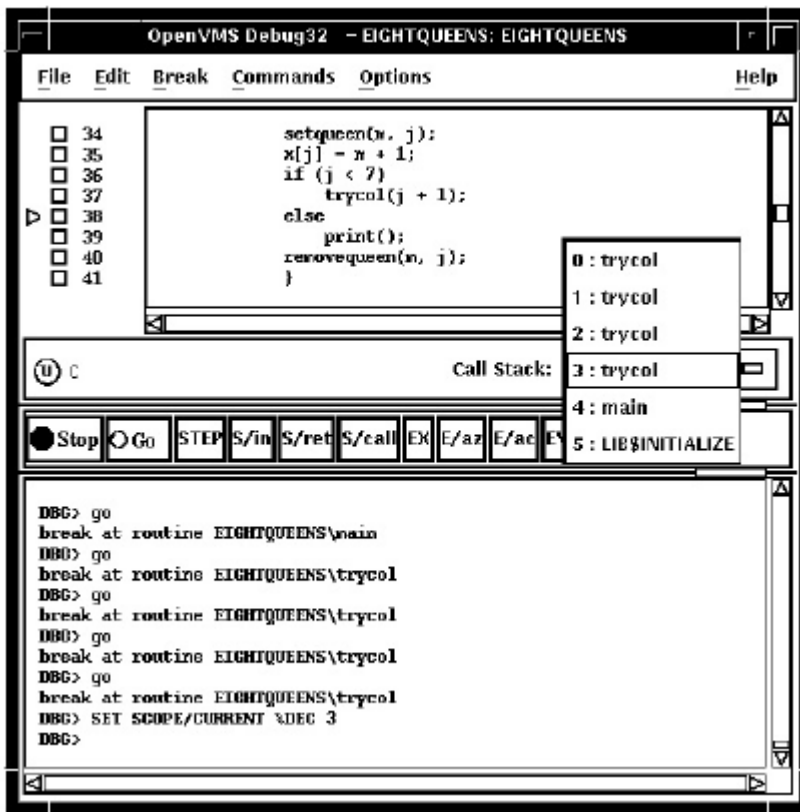 OpenVMS Debug32 - EIGHTQUEENS: EIGHTQUEENS
File Edit Break Commands Options Help
34 setqueen(m, j);
35 x[j] = m + 1;
36 if (j < 7)
37 trycol(j + 1);
38 else
39 print();
40 removequeen(m, j);
41 }
0 : trycol
1 : trycol
2 : trycol
U C Call Stack: 3 : trycol
4 : main
5 : LIB$INITIALIZE
Stop Go STEP S/in S/ret S/call EX E/az E/ac
DBG> go
break at routine EIGHTQUEENS\main
DBG> go
break at routine EIGHTQUEENS\trycol
DBG> go
break at routine EIGHTQUEENS\trycol
DBG> go
break at routine EIGHTQUEENS\trycol
DBG> go
break at routine EIGHTQUEENS\trycol
DBG> SET SCOPE/CURRENT %DEC 3
DBG>